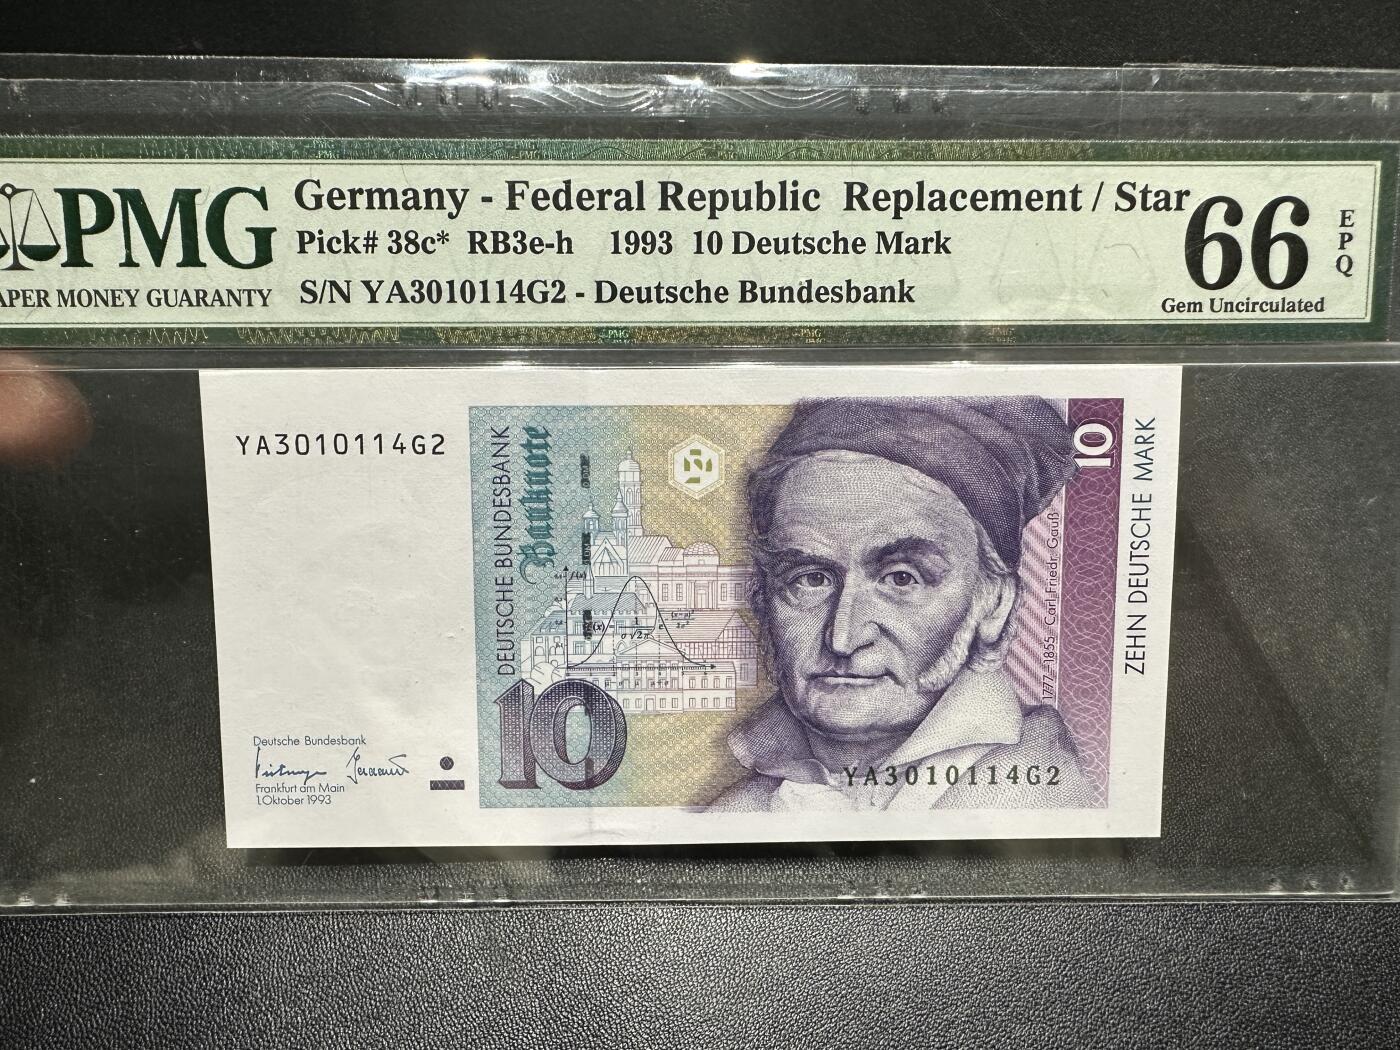 PMG
APER MONEY GUARANTY
Germany - Federal Republic Replacement / Star
Pick# 38c* RB3e-h 1993 10 Deutsche Mark
S/N YA3010114G2 - Deutsche Bundesbank
66
EPQ
Gem Uncirculated
YA3010114G2
DEUTSCHE BUNDESBANK
Banknote
10
ZEHN DEUTSCHE MARK
1777–1855 Carl Friedr. Gauß
10
YA3010114G2
Deutsche Bundesbank
Frankfurt am Main
1.Oktober 1993